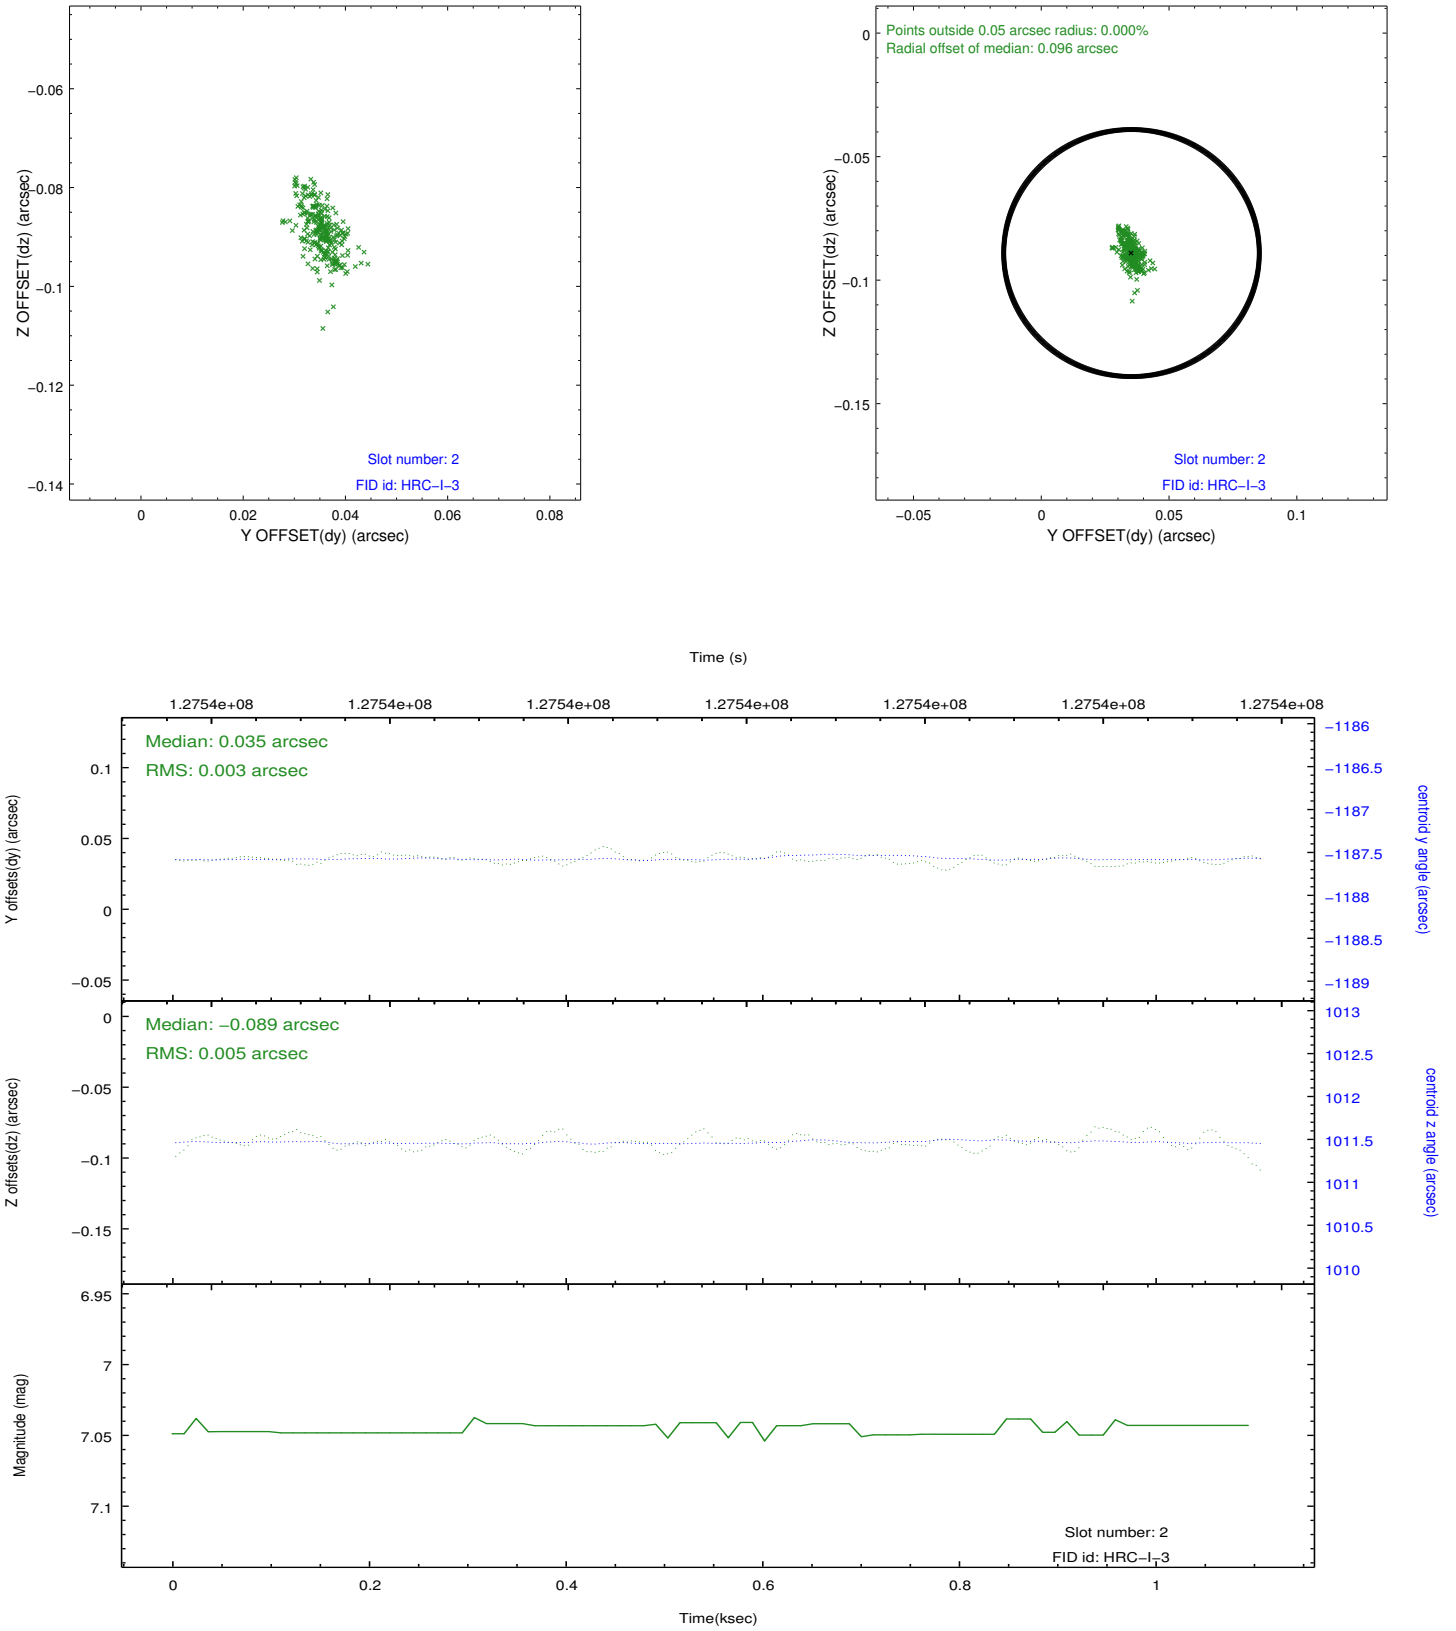 −0.06
−0.08
−0.1
−0.12
−0.14
Z OFFSET(dz) (arcsec)
Slot number: 2
FID id: HRC−I−3
0 0.02 0.04 0.06 0.08
Y OFFSET(dy) (arcsec)
Points outside 0.05 arcsec radius: 0.000%
Radial offset of median: 0.096 arcsec
0
−0.05
−0.1
−0.15
Z OFFSET(dz) (arcsec)
Slot number: 2
FID id: HRC−I−3
−0.05 0 0.05 0.1
Y OFFSET(dy) (arcsec)
Time (s)
1.2754e+08 1.2754e+08 1.2754e+08 1.2754e+08 1.2754e+08 1.2754e+08 1.2754e+08
Median: 0.035 arcsec
RMS: 0.003 arcsec
0.1
0.05
0
−0.05
Y offsets(dy) (arcsec)
−1186
−1186.5
−1187
−1187.5
−1188
−1188.5
−1189
centroid y angle (arcsec)
Median: −0.089 arcsec
RMS: 0.005 arcsec
0
−0.05
−0.1
−0.15
Z offsets(dz) (arcsec)
1013
1012.5
1012
1011.5
1011
1010.5
1010
centroid z angle (arcsec)
6.95
7
7.05
7.1
Magnitude (mag)
Slot number: 2
FID id: HRC−I−3
0 0.2 0.4 0.6 0.8 1
Time(ksec)